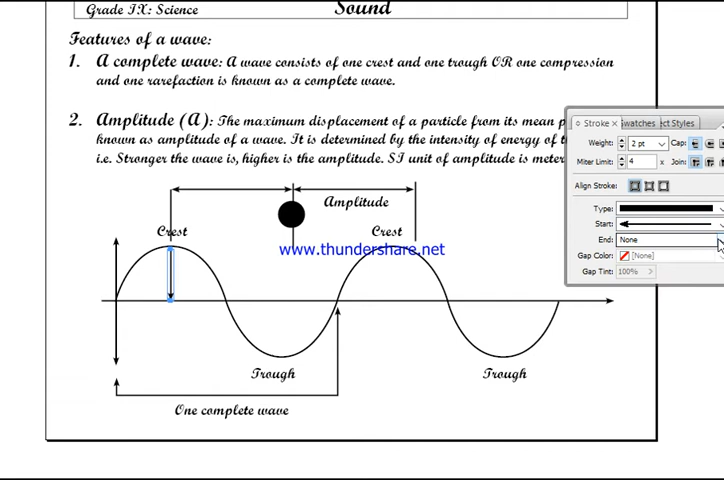 Grade IX: Science
Sound
Features of a wave:
1. A complete wave: A wave consists of one crest and one trough OR one compression
and one rarefaction is known as a complete wave.
2. Amplitude (A): The maximum displacement of a particle from its mean p
known as amplitude of a wave. It is determined by the intensity of energy of t
i.e. Stronger the wave is, higher is the amplitude. SI unit of amplitude is meter
Amplitude
Crest
Crest
www.thundershare.net
Trough
Trough
One complete wave
Stroke
Swatches
ect Styles
Weight: 2 pt
Cap:
Miter Limit: 4 x
Join:
Align Stroke:
Type:
Start:
End: None
Gap Color: [None]
Gap Tint: 100%